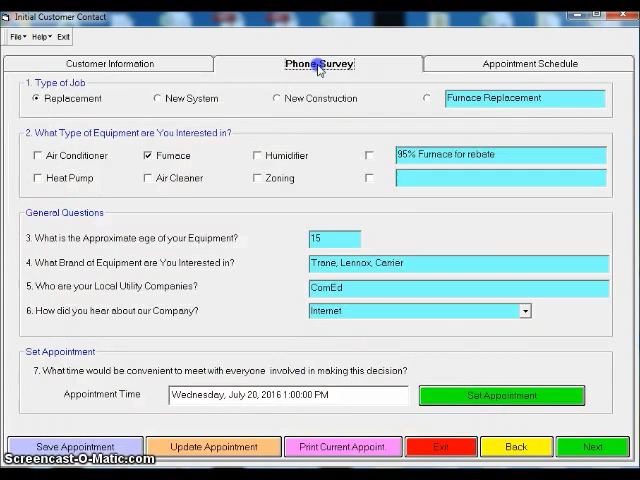 Initial Customer Contact
File Help Exit
Customer Information Phone Survey Appointment Schedule
1. Type of Job
Replacement New System New Construction Furnace Replacement
2. What Type of Equipment are You Interested in?
Air Conditioner Furnace Humidifier 95% Furnace for rebate
Heat Pump Air Cleaner Zoning
General Questions
3. What is the Approximate age of your Equipment? 15
4. What Brand of Equipment are You Interested in? Trane, Lennox, Carrier
5. Who are your Local Utility Companies? ComEd
6. How did you hear about our Company? Internet
Set Appointment
7. What time would be convenient to meet with everyone involved in making this decision?
Appointment Time Wednesday, July 20, 2016 1:00:00 PM Set Appointment
Save Appointment Update Appointment Print Current Appoint. Exit Back Next
Screencast-O-Matic.com